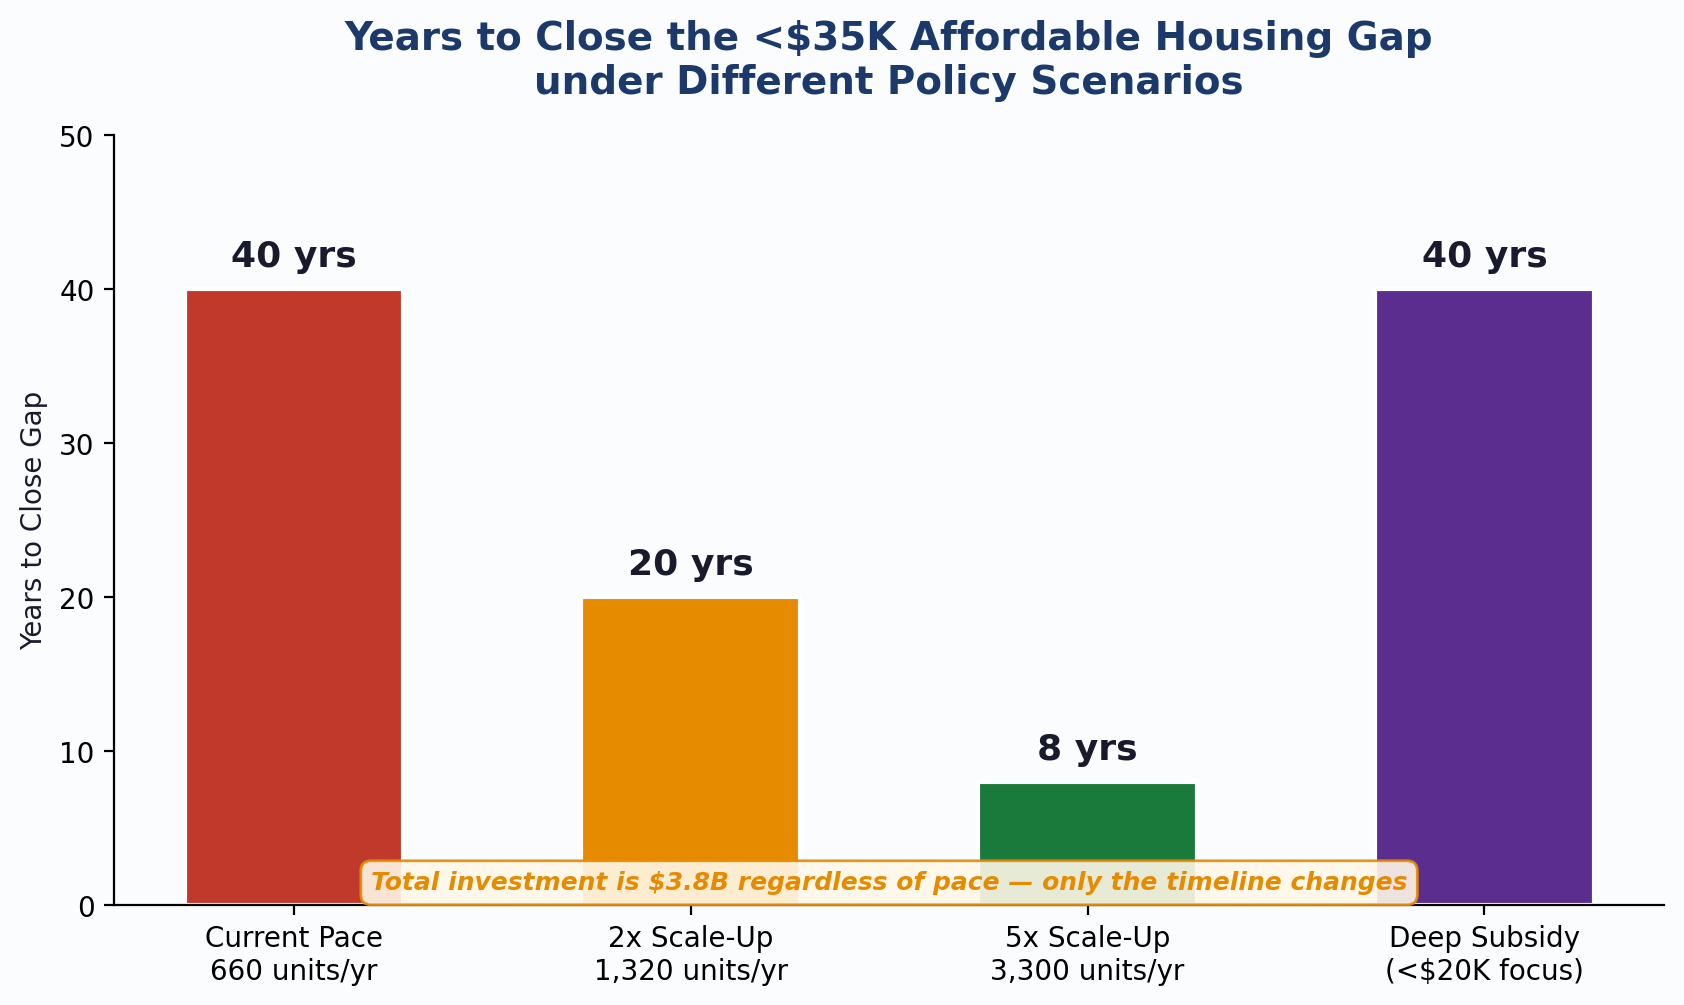 Years to Close the <$35K Affordable Housing Gap
under Different Policy Scenarios
Years to Close Gap
50
40
30
20
10
0
40 yrs
20 yrs
8 yrs
40 yrs
Total investment is $3.8B regardless of pace — only the timeline changes
Current Pace
660 units/yr
2x Scale-Up
1,320 units/yr
5x Scale-Up
3,300 units/yr
Deep Subsidy
(<$20K focus)